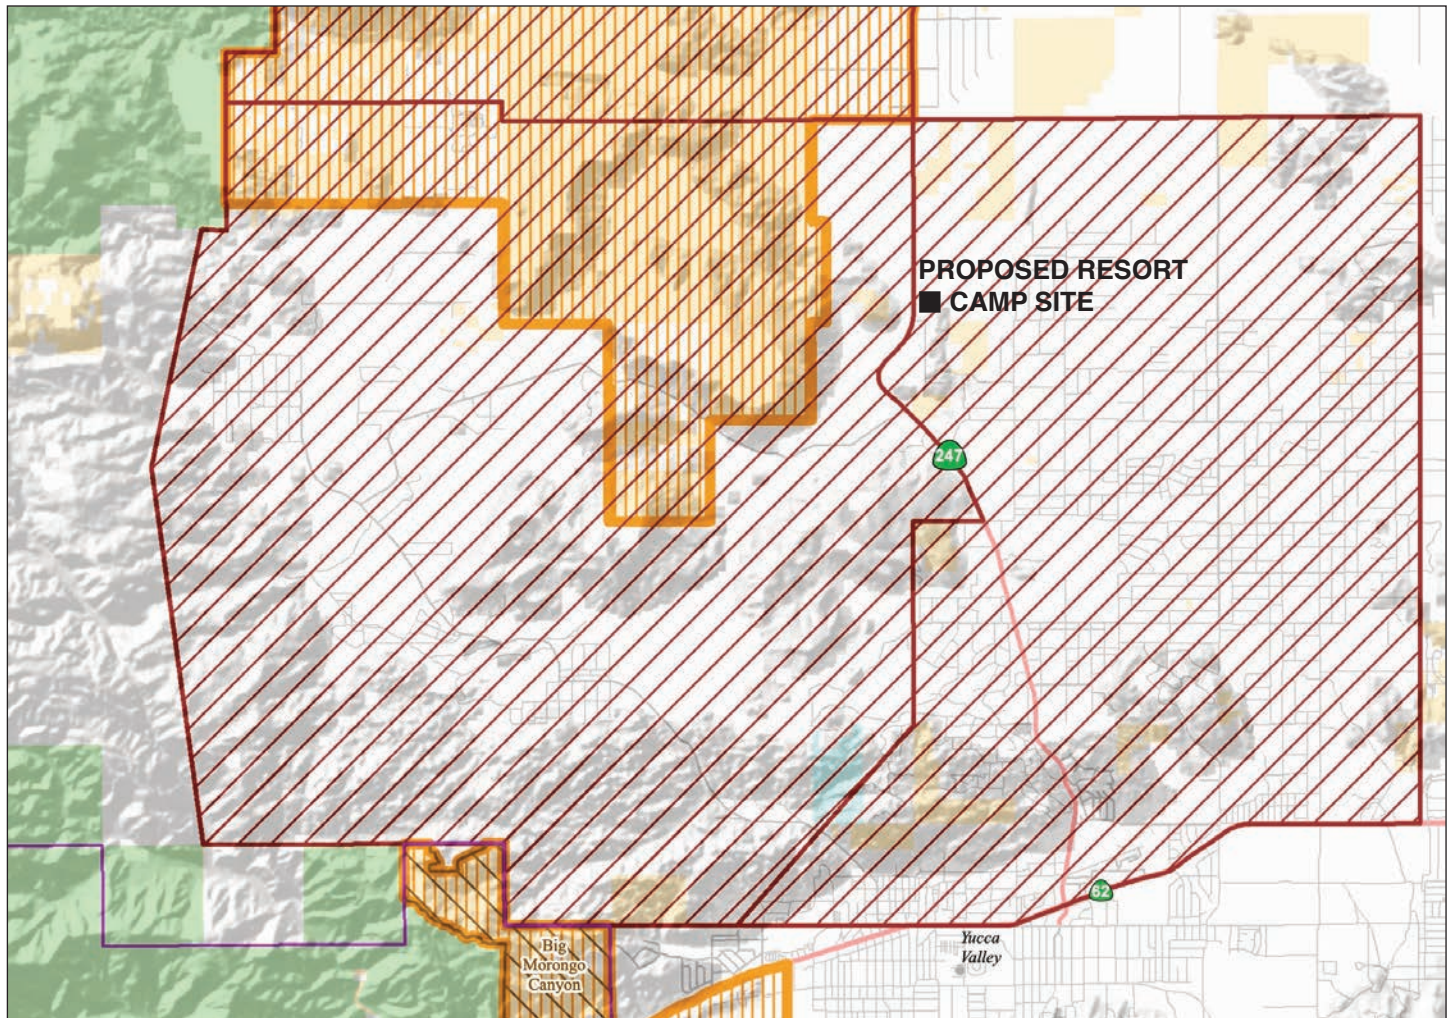 PROPOSED RESORT
CAMP SITE
247
62
Yucca
Valley
Big
Morongo
Canyon